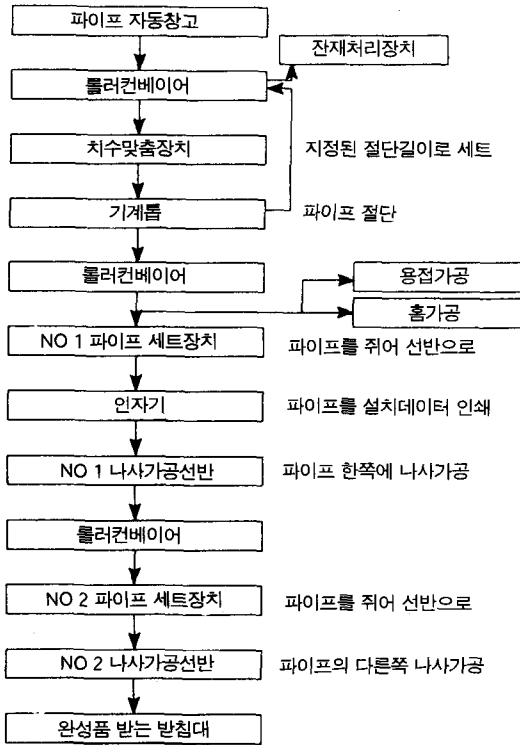 파이프 자동창고
잔재처리장치
롤러컨베이어
치수맞춤장치
지정된 절단길이로 세트
기계톱
파이프 절단
롤러컨베이어
용접가공
홈가공
NO 1 파이프 세트장치
파이프를 쥐어 선반으로
인자기
파이프를 설치데이터 인쇄
NO 1 나사가공선반
파이프 한쪽에 나사가공
롤러컨베이어
NO 2 파이프 세트장치
파이프를 쥐어 선반으로
NO 2 나사가공선반
파이프의 다른쪽 나사가공
완성품 받는 받침대